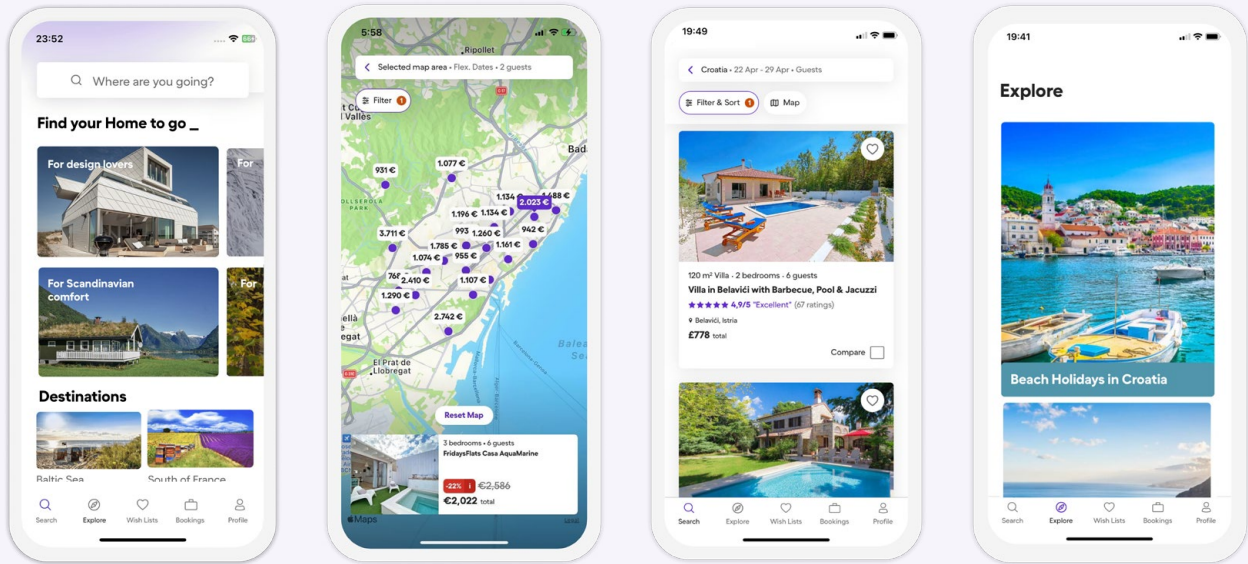 23:52
Where are you going?
Find your Home to go _
For design lovers
For
For Scandinavian
comfort
For
Destinations
Baltic Sea
South of France
Search
Explore
Wish Lists
Bookings
Profile
5:58
Ripollet
Selected map area • Flex. Dates • 2 guests
Filter 1
Vallès
Bad
931 €
1.077 €
OLLSEROLA
PARK
1.134 €
1.488 €
2.023 €
1.196 €
1.134 €
3.711 €
993
1.260 €
942 €
1.785 €
1.161 €
1.074 €
955 €
2.410 €
1.107 €
1.290 €
2.742 €
El Prat de
Llobregat
Balea
Se
Reset Map
3 bedrooms • 6 guests
FridaysFlats Casa AquaMarine
-22% i €2,586
€2,022 total
Maps
Legal
19:49
Croatia • 22 Apr - 29 Apr • Guests
Filter & Sort 1
Map
120 m² Villa · 2 bedrooms · 6 guests
Villa in Belavići with Barbecue, Pool & Jacuzzi
4,9/5 "Excellent" (67 ratings)
Belavići, Istria
£778 total
Compare
Search
Explore
Wish Lists
Bookings
Profile
19:41
Explore
Beach Holidays in Croatia
Search
Explore
Wish Lists
Bookings
Profile